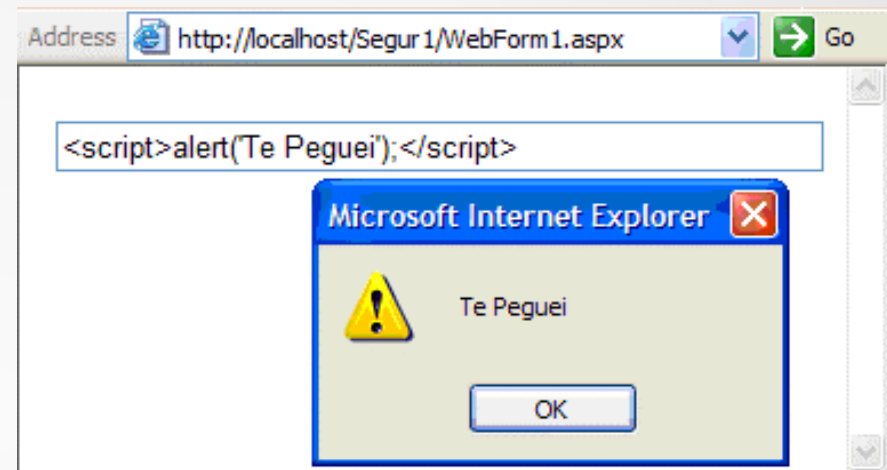 Address http://localhost/Segur1/WebForm1.aspx Go
<script>alert('Te Peguei');</script>
Microsoft Internet Explorer
Te Peguei
OK